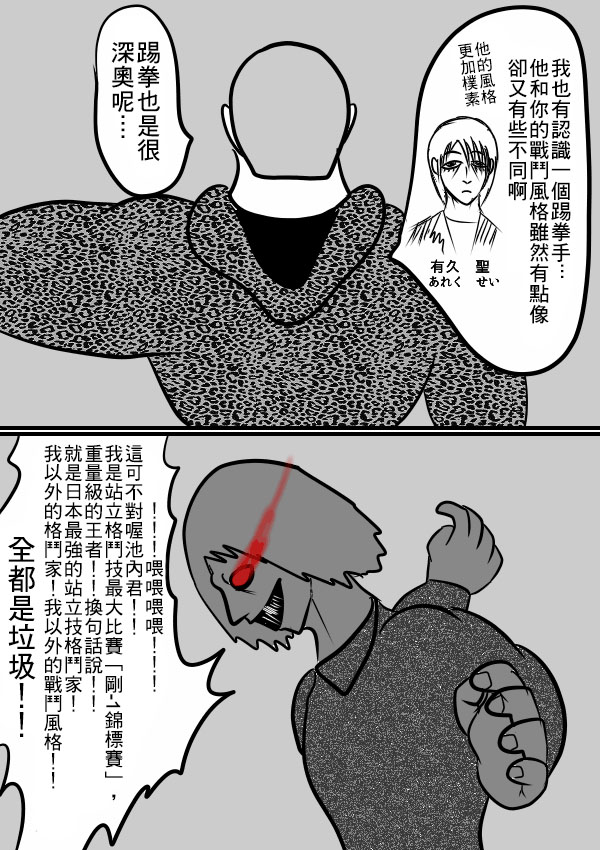 我也有認識一個踢拳手…
他和你的戰鬥風格雖然有點像
卻又有些不同啊
他的風格
更加樸素
有久 聖
あれく せい
踢拳也是很
深奧呢…
！！！喂喂喂喂！！！
這可不對喔池內君！！
我是站立格鬥技最大比賽「剛-1錦標賽」，
重量級的王者！！換句話說！！
就是日本最強的站立技格鬥家！
我以外的格鬥家！我以外的戰鬥風格！！
全都是垃圾！！